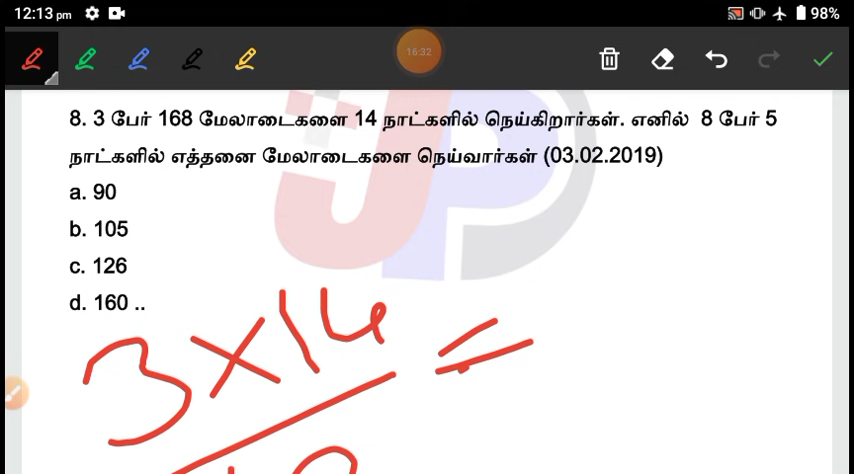 12:13 pm 98%
16:32
8. 3 பேர் 168 மேலாடைகளை 14 நாட்களில் நெய்கிறார்கள். எனில் 8 பேர் 5
நாட்களில் எத்தனை மேலாடைகளை நெய்வார்கள் (03.02.2019)
a. 90
b. 105
c. 126
d. 160 ..
3 × 14 =